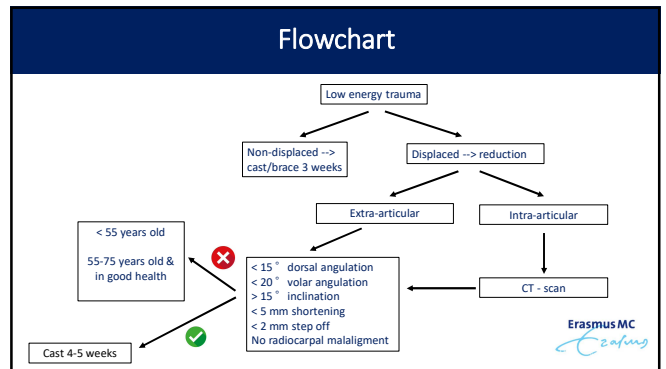 Flowchart
Low energy trauma
Non-displaced -->
cast/brace 3 weeks
Displaced --> reduction
Extra-articular
Intra-articular
< 55 years old
55-75 years old &
in good health
< 15° dorsal angulation
< 20° volar angulation
> 15° inclination
< 5 mm shortening
< 2 mm step off
No radiocarpal malaligment
CT - scan
Cast 4-5 weeks
Erasmus MC
Erasmus